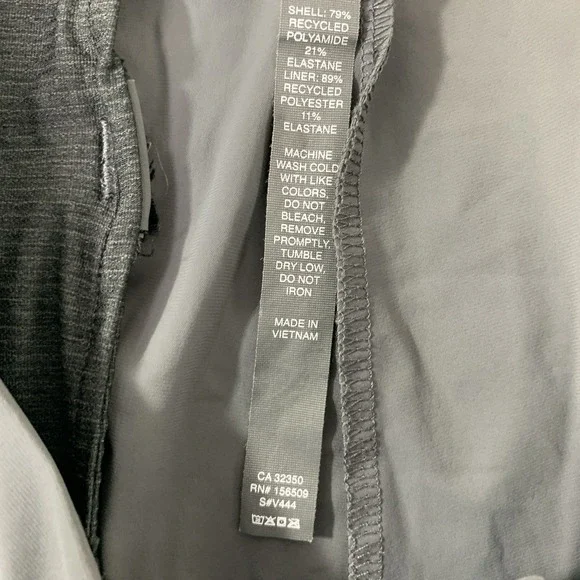 SHELL: 79%
RECYCLED
POLYAMIDE
21%
ELASTANE
LINER: 89%
RECYCLED
POLYESTER
11%
ELASTANE
MACHINE
WASH COLD
WITH LIKE
COLORS,
DO NOT
BLEACH,
REMOVE
PROMPTLY,
TUMBLE
DRY LOW,
DO NOT
IRON
MADE IN
VIETNAM
CA 32350
RN# 156509
S#V444